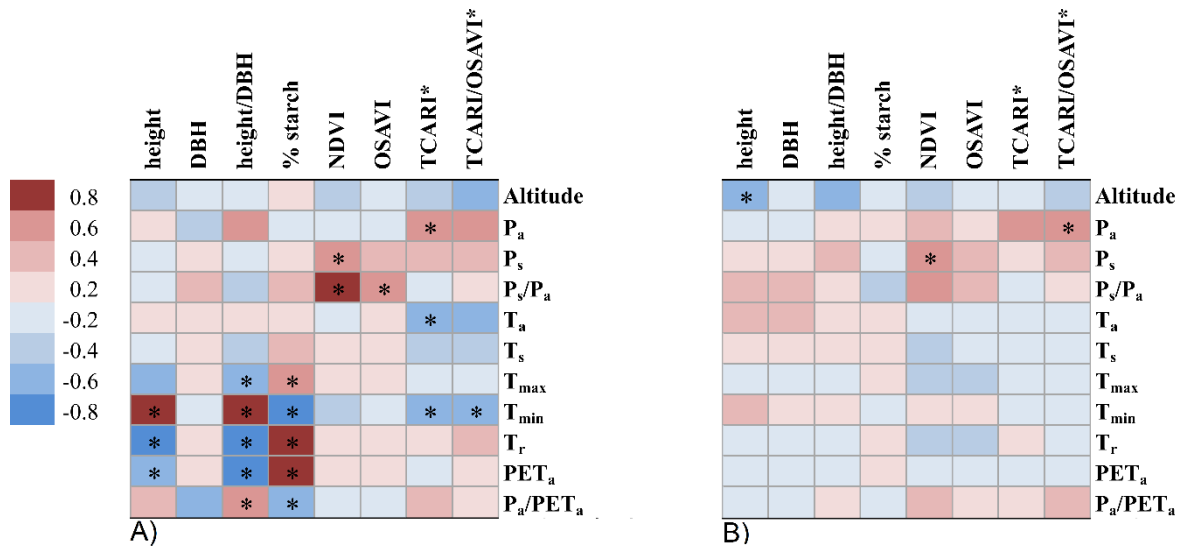 height
DBH
height/DBH
% starch
NDVI
OSAVI
TCARI*
TCARI/OSAVI*
height
DBH
height/DBH
% starch
NDVI
OSAVI
TCARI*
TCARI/OSAVI*
0.8
0.6
0.4
0.2
-0.2
-0.4
-0.6
-0.8
Altitude
Pa
* Pa
* Ps
* * Ps/Pa
* Ta
Ts
* * Tmax
* * * * * Tmin
* * * Tr
* * * PETa
* * Pa/PETa
A)
* Altitude
* Pa
* Ps
Ps/Pa
Ta
Ts
Tmax
Tmin
Tr
PETa
Pa/PETa
B)